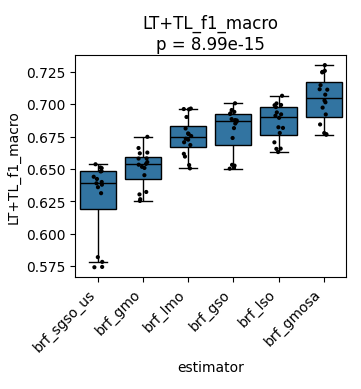 LT+TL_f1_macro
p = 8.99e-15
LT+TL_f1_macro
0.725
0.700
0.675
0.650
0.625
0.600
0.575
brf_sgso_us
brf_gmo
brf_lmo
brf_gso
brf_lso
brf_gmosa
estimator